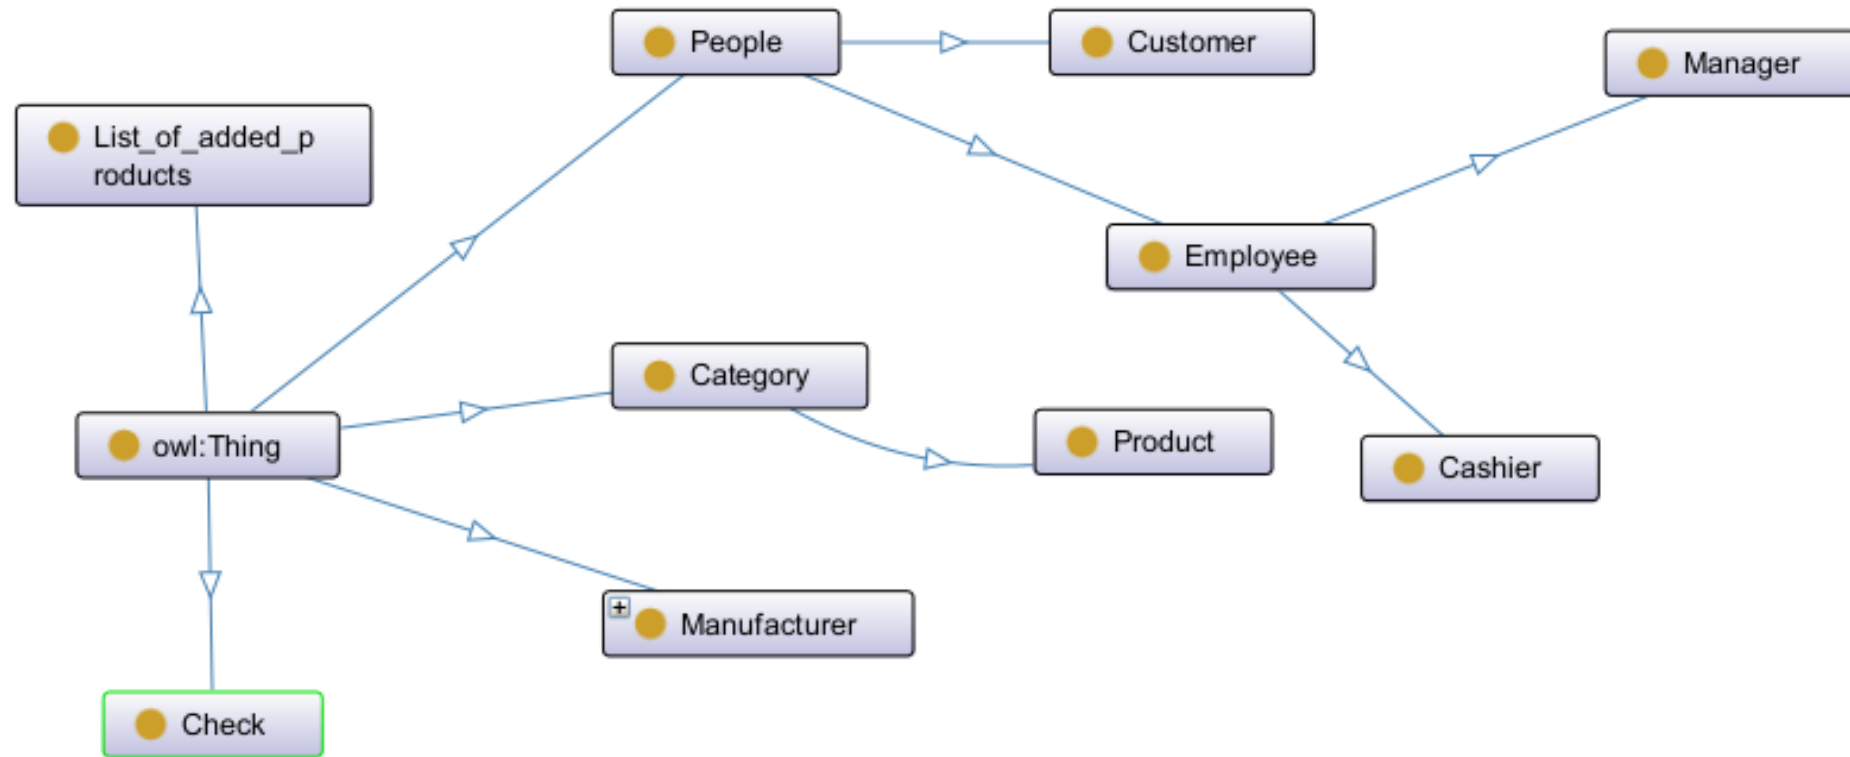 People
Customer
Manager
List_of_added_p
roducts
Employee
Category
Product
owl:Thing
Cashier
Manufacturer
Check